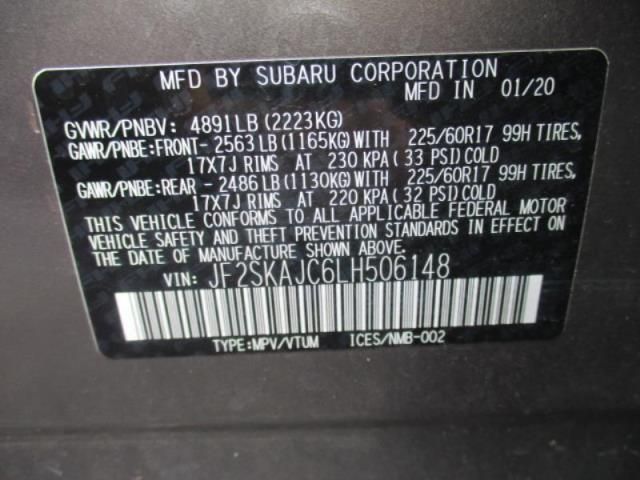 MFD BY SUBARU CORPORATION
MFD IN 01/20
GVWR/PNBV: 4891LB (2223KG)
GAWR/PNBE:FRONT- 2563LB (1165KG)WITH 225/60R17 99H TIRES,
17X7J RIMS AT 230 KPA (33 PSI)COLD
GAWR/PNBE:REAR - 2486LB (1130KG)WITH 225/60R17 99H TIRES,
17X7J RIMS AT 220 KPA (32 PSI)COLD
THIS VEHICLE CONFORMS TO ALL APPLICABLE FEDERAL MOTOR
VEHICLE SAFETY AND THEFT PREVENTION STANDARDS IN EFFECT ON
THE DATE OF MANUFACTURE SHOWN ABOVE.
VIN: JF2SKAJC6LH506148
TYPE:MPV/VTUM ICES/NMB-002